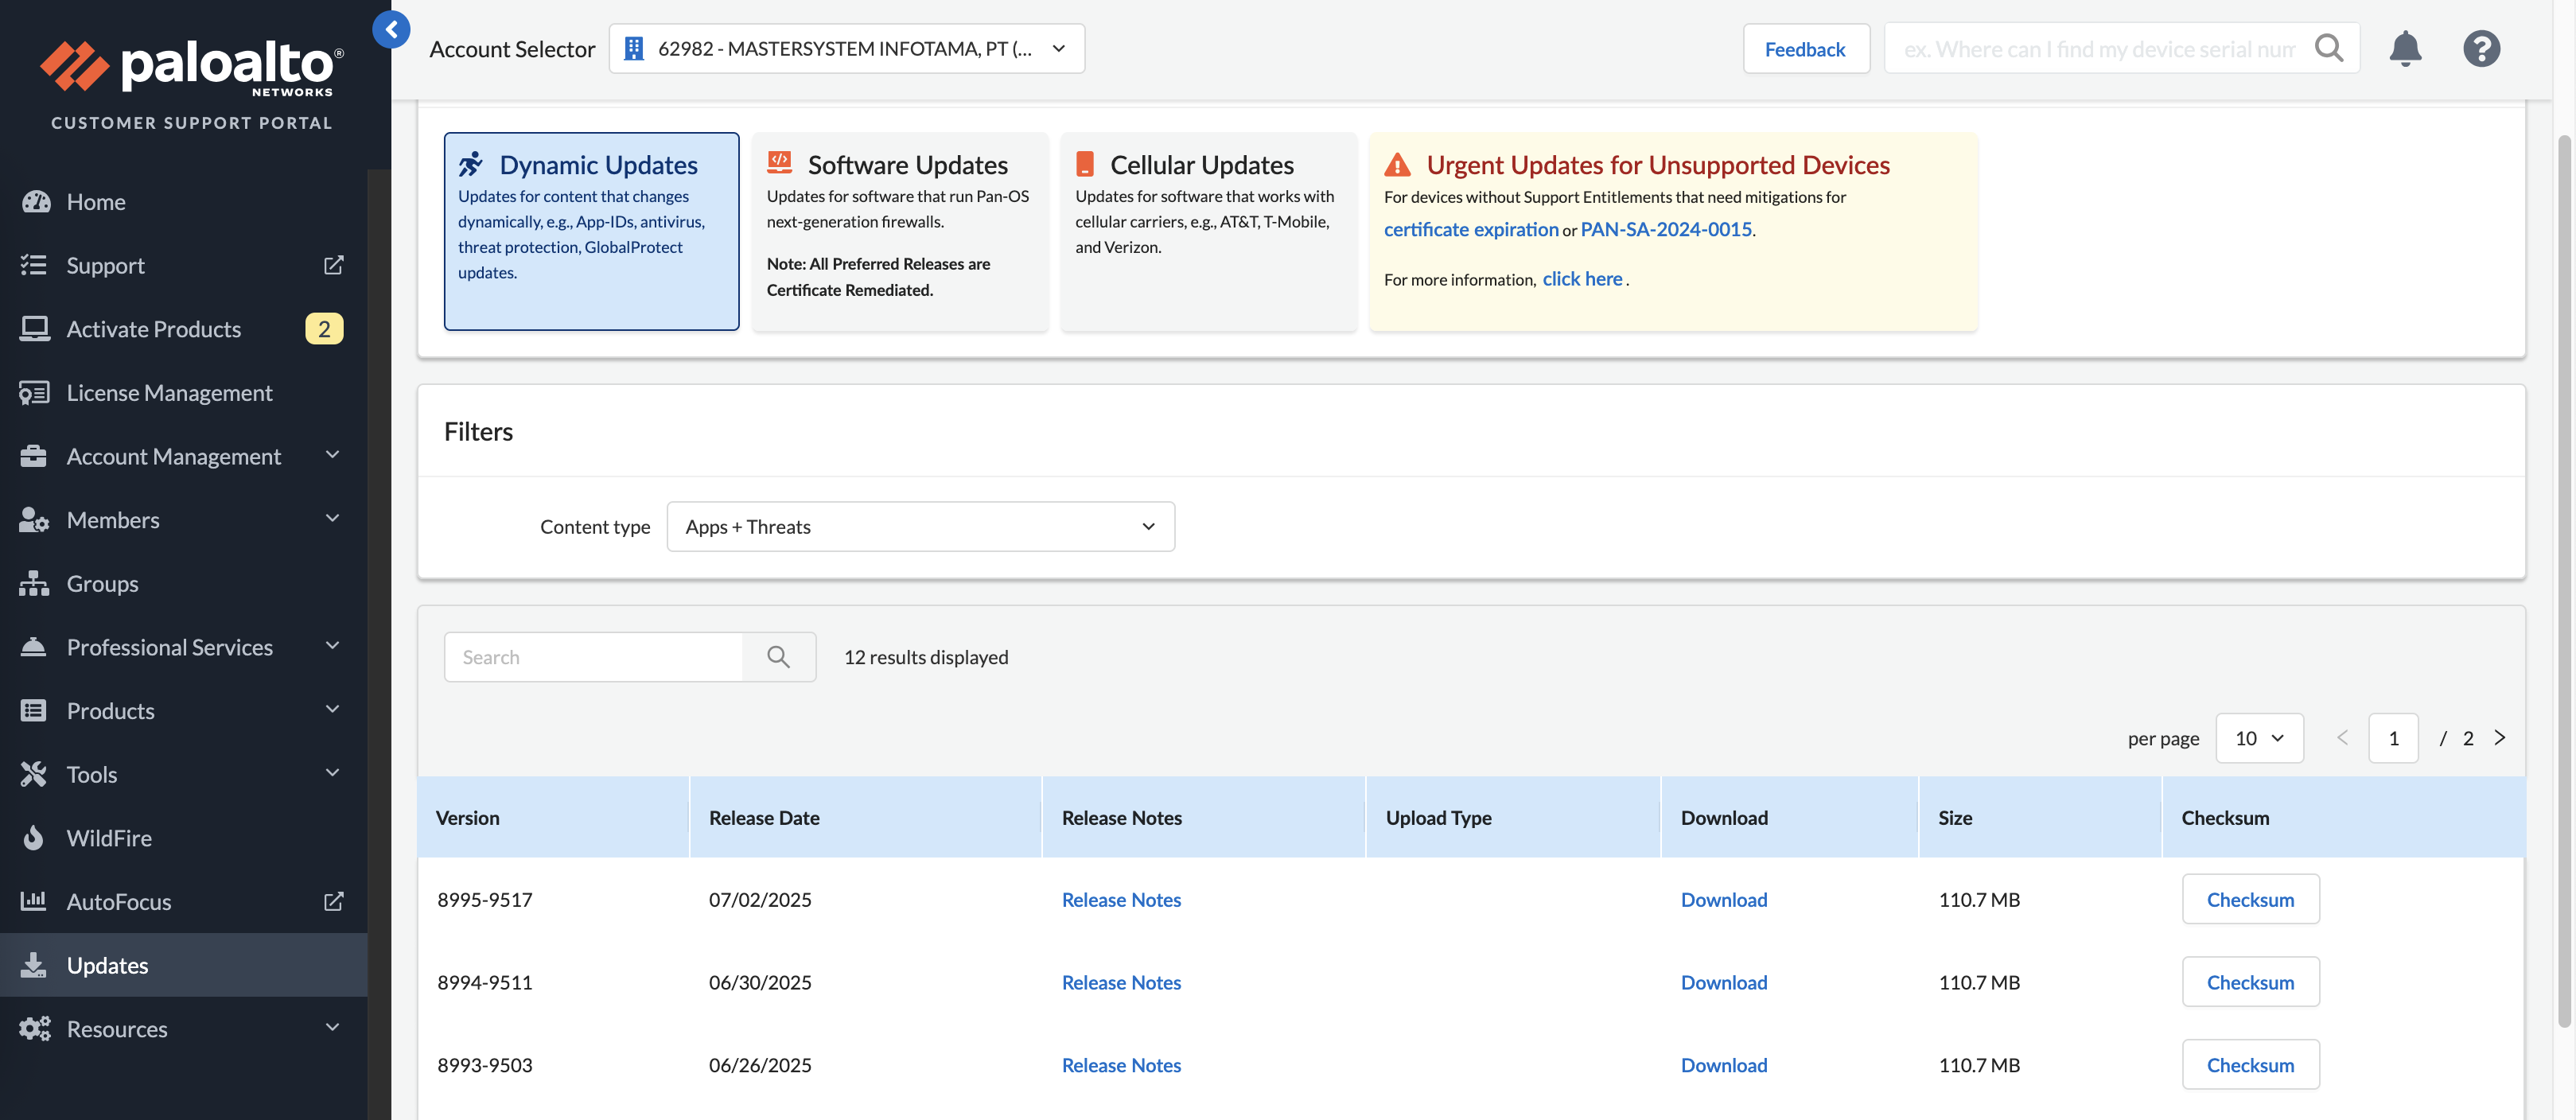 paloalto®
NETWORKS
CUSTOMER SUPPORT PORTAL
Home
Support
Activate Products 2
License Management
Account Management
Members
Groups
Professional Services
Products
Tools
WildFire
AutoFocus
Updates
Resources
Account Selector 62982 - MASTERSYSTEM INFOTAMA, PT (...
Feedback
ex. Where can I find my device serial num
Dynamic Updates
Updates for content that changes
dynamically, e.g., App-IDs, antivirus,
threat protection, GlobalProtect
updates.
Software Updates
Updates for software that run Pan-OS
next-generation firewalls.
Note: All Preferred Releases are
Certificate Remediated.
Cellular Updates
Updates for software that works with
cellular carriers, e.g., AT&T, T-Mobile,
and Verizon.
Urgent Updates for Unsupported Devices
For devices without Support Entitlements that need mitigations for
certificate expiration or PAN-SA-2024-0015.
For more information, click here .
Filters
Content type Apps + Threats
Search 12 results displayed
per page 10 1 / 2
Version Release Date Release Notes Upload Type Download Size Checksum
8995-9517 07/02/2025 Release Notes Download 110.7 MB Checksum
8994-9511 06/30/2025 Release Notes Download 110.7 MB Checksum
8993-9503 06/26/2025 Release Notes Download 110.7 MB Checksum